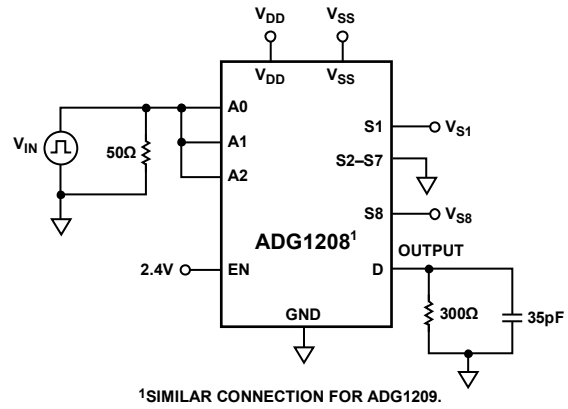 VDD VSS
VDD VSS
A0
A1
A2
VIN
50Ω
S1 VS1
S2–S7
S8 VS8
ADG1208¹
OUTPUT
2.4V EN
D
GND
300Ω
35pF
¹SIMILAR CONNECTION FOR ADG1209.